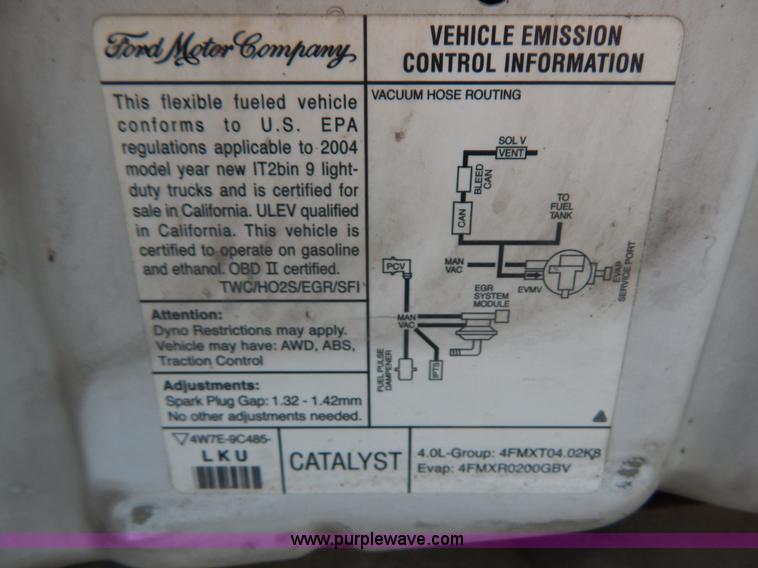 Ford Motor Company
VEHICLE EMISSION
CONTROL INFORMATION
This flexible fueled vehicle
conforms to U.S. EPA
regulations applicable to 2004
model year new IT2bin 9 light-
duty trucks and is certified for
sale in California. ULEV qualified
in California. This vehicle is
certified to operate on gasoline
and ethanol. OBD II certified.
TWC/HO2S/EGR/SFI
Attention:
Dyno Restrictions may apply.
Vehicle may have: AWD, ABS,
Traction Control
Adjustments:
Spark Plug Gap: 1.32 - 1.42mm
No other adjustments needed.
VACUUM HOSE ROUTING
SOL V
VENT
BLEED
CAN
CAN
TO
FUEL
TANK
MAN
VAC
EVMV
EVAP
SERVICE PORT
PCV
EGR
SYSTEM
MODULE
MAN
VAC
FUEL PULSE
DAMPENER
IPTS
4W7E-9C485-
LKU
CATALYST
4.0L-Group: 4FMXT04.02K8
Evap: 4FMXR0200GBV
www.purplewave.com